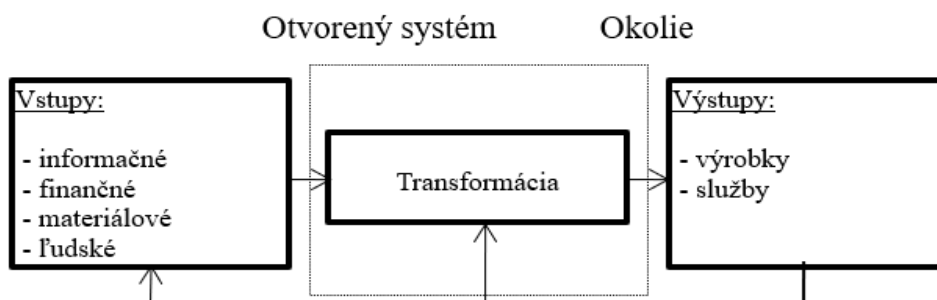 Otvorený systém
Okolie
Vstupy:
- informačné
- finančné
- materiálové
- ľudské
Transformácia
Výstupy:
- výrobky
- služby